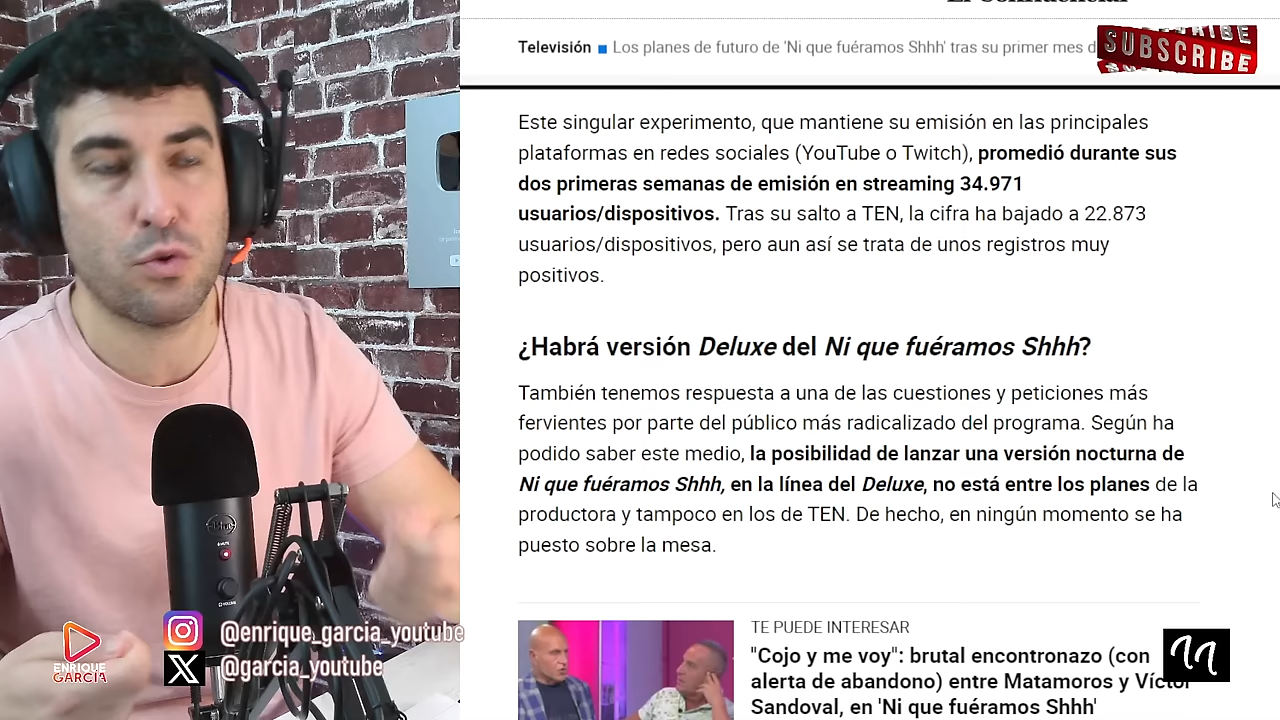 Televisión ■ Los planes de futuro de 'Ni que fuéramos Shhh' tras su primer mes d
SUBSCRIBE
Este singular experimento, que mantiene su emisión en las principales
plataformas en redes sociales (YouTube o Twitch), promedió durante sus
dos primeras semanas de emisión en streaming 34.971
usuarios/dispositivos. Tras su salto a TEN, la cifra ha bajado a 22.873
usuarios/dispositivos, pero aun así se trata de unos registros muy
positivos.
¿Habrá versión Deluxe del Ni que fuéramos Shhh?
También tenemos respuesta a una de las cuestiones y peticiones más
fervientes por parte del público más radicalizado del programa. Según ha
podido saber este medio, la posibilidad de lanzar una versión nocturna de
Ni que fuéramos Shhh, en la línea del Deluxe, no está entre los planes de la
productora y tampoco en los de TEN. De hecho, en ningún momento se ha
puesto sobre la mesa.
TE PUEDE INTERESAR
"Cojo y me voy": brutal encontronazo (con
alerta de abandono) entre Matamoros y Víctor
Sandoval, en 'Ni que fuéramos Shhh'
ENRIQUE
GARCÍA
@enrique_garcia_youtube
@garcia_youtube
blue